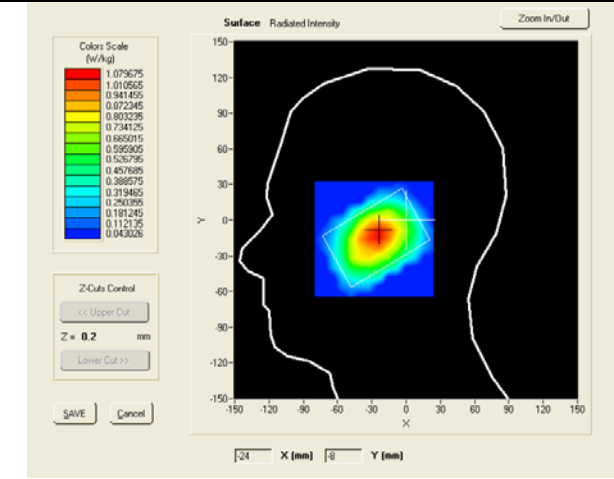 Surface Radiated Intensity
Zoom In/Out
Colors Scale
(W/kg)
1.079675
1.010565
0.941455
0.872345
0.803235
0.734125
0.665015
0.595905
0.526795
0.457685
0.388575
0.319465
0.250355
0.181245
0.112135
0.043026
150
120
90
60
30
0
-30
-60
-90
-120
-150
Y
-150 -120 -90 -60 -30 0 30 60 90 120 150
X
Z-Cuts Control
<< Upper Cut
Z = 0.2 mm
Lower Cut >>
SAVE Cancel
-24 X (mm) -8 Y (mm)